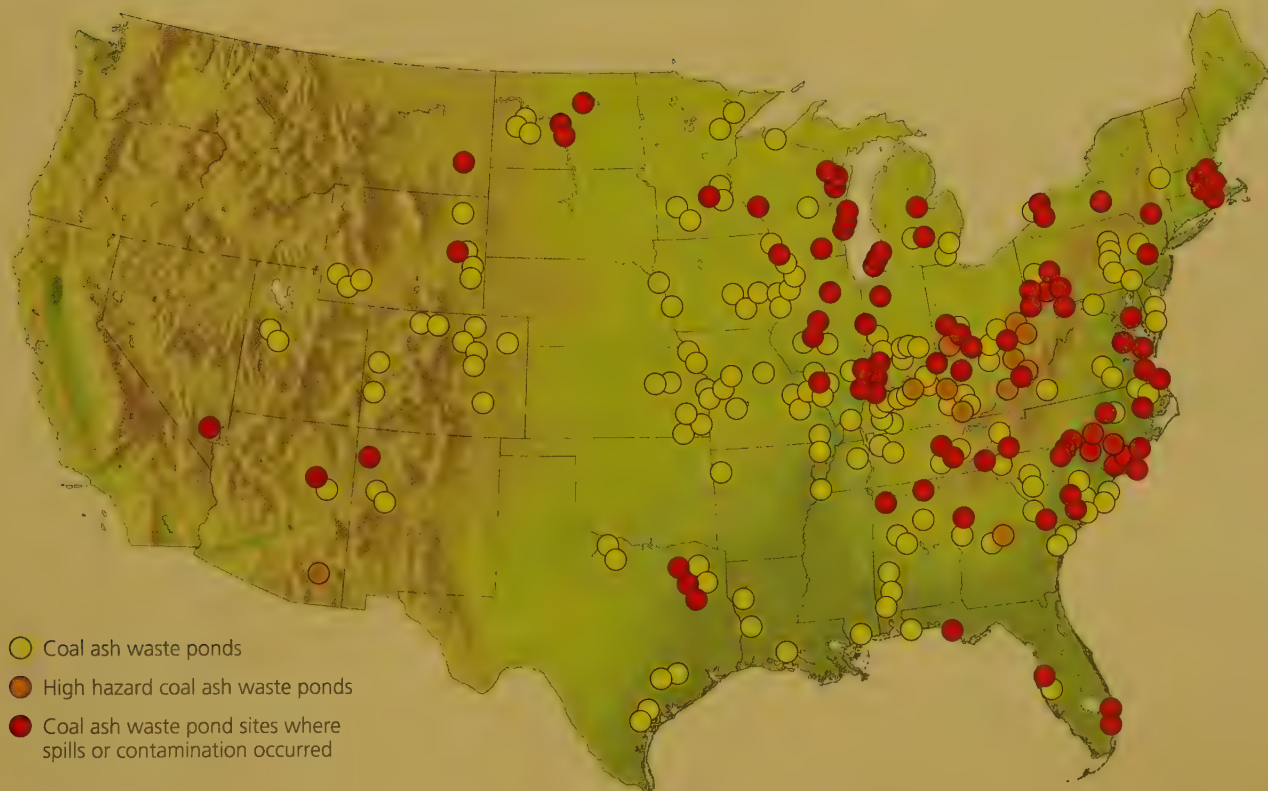 Coal ash waste ponds
High hazard coal ash waste ponds
Coal ash waste pond sites where
spills or contamination occurred